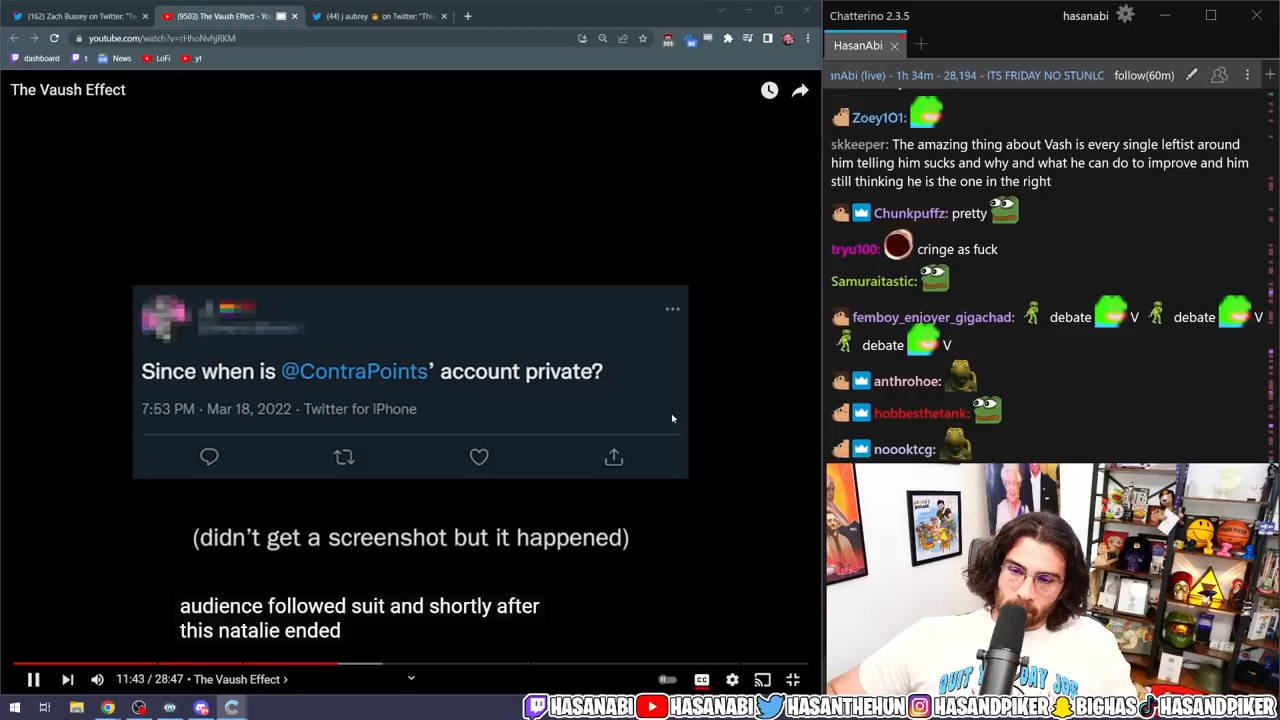 (162) Zach Bussey on Twitter: "Tw
(9503) The Vaush Effect - Yo
(44) j aubrey on Twitter: "Thi
youtube.com/watch?v=rHhoNvhjRKM
dashboard
t
News
LoFi
yt
The Vaush Effect
Since when is @ContraPoints' account private?
7:53 PM · Mar 18, 2022 · Twitter for iPhone
(didn't get a screenshot but it happened)
audience followed suit and shortly after
this natalie ended
11:43 / 28:47 • The Vaush Effect >
Chatterino 2.3.5
hasanabi
HasanAbi
anAbi (live) - 1h 34m - 28,194 - ITS FRIDAY NO STUNLC
follow(60m)
Zoey1O1:
skkeeper: The amazing thing about Vash is every single leftist around
him telling him sucks and why and what he can do to improve and him
still thinking he is the one in the right
Chunkpuffz: pretty
tryu100: cringe as fuck
Samuraitastic:
femboy_enjoyer_gigachad: debate V debate V
debate V
anthrohoe:
hobbesthetank:
noooktcg:
QUIT
DAY
JOB
HASANABI
HASANABI
HASANTHEHUN
HASANDPIKER
BIGHAS
HASANDPIKER